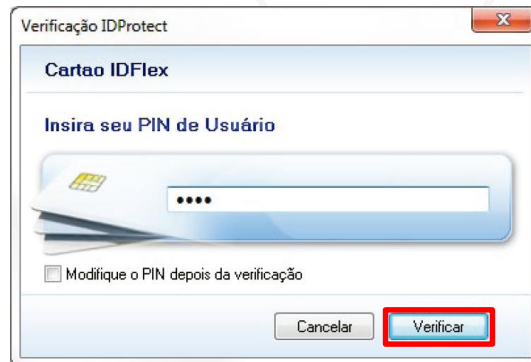 Verificação IDProtect
Cartao IDFlex
Insira seu PIN de Usuário
••••
Modifique o PIN depois da verificação
Cancelar
Verificar